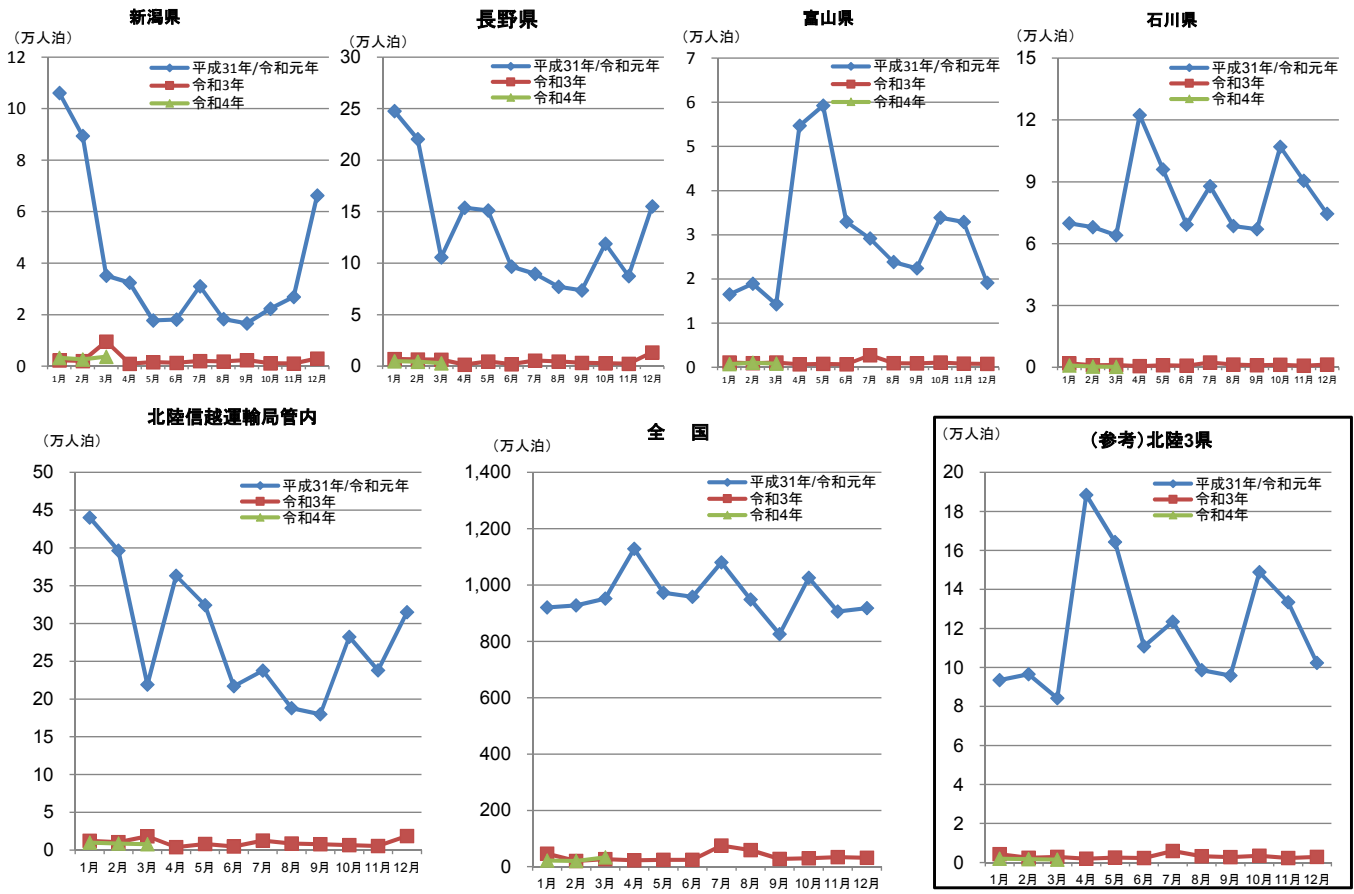 新潟県
(万人泊)
12
10
8
6
4
2
0
平成31年/令和元年
令和3年
令和4年
1月 2月 3月 4月 5月 6月 7月 8月 9月 10月 11月 12月
長野県
(万人泊)
30
25
20
15
10
5
0
平成31年/令和元年
令和3年
令和4年
1月 2月 3月 4月 5月 6月 7月 8月 9月 10月 11月 12月
富山県
(万人泊)
7
6
5
4
3
2
1
0
平成31年/令和元年
令和3年
令和4年
1月 2月 3月 4月 5月 6月 7月 8月 9月 10月 11月 12月
石川県
(万人泊)
15
12
9
6
3
0
平成31年/令和元年
令和3年
令和4年
1月 2月 3月 4月 5月 6月 7月 8月 9月 10月 11月 12月
北陸信越運輸局管内
(万人泊)
50
45
40
35
30
25
20
15
10
5
0
平成31年/令和元年
令和3年
令和4年
1月 2月 3月 4月 5月 6月 7月 8月 9月 10月 11月 12月
全 国
(万人泊)
1,400
1,200
1,000
800
600
400
200
0
平成31年/令和元年
令和3年
令和4年
1月 2月 3月 4月 5月 6月 7月 8月 9月 10月 11月 12月
(参考)北陸3県
(万人泊)
20
18
16
14
12
10
8
6
4
2
0
平成31年/令和元年
令和3年
令和4年
1月 2月 3月 4月 5月 6月 7月 8月 9月 10月 11月 12月